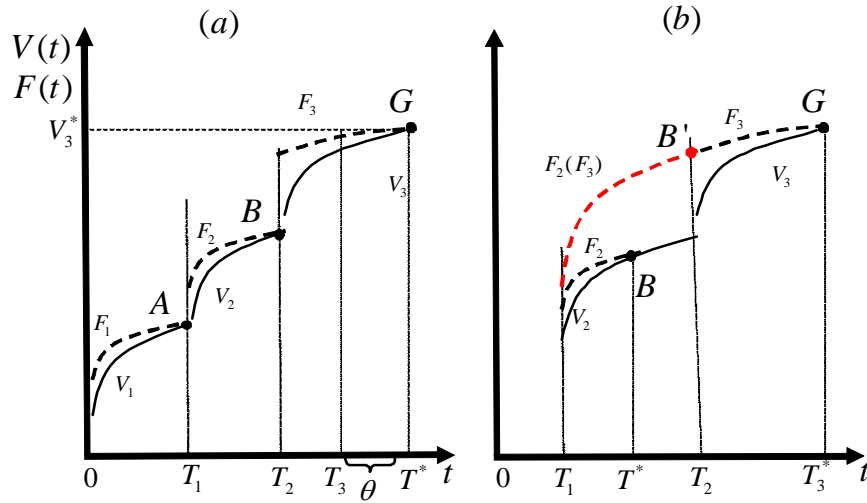 (a)
V(t)
F(t)
V₃*
F₃
G
V₃
B
F₂
V₂
A
F₁
V₁
0
T₁
T₂
T₃
θ
T*
t
(b)
G
F₃
B'
F₂(F₃)
V₃
F₂
B
V₂
0
T₁
T*
T₂
T₃*
t